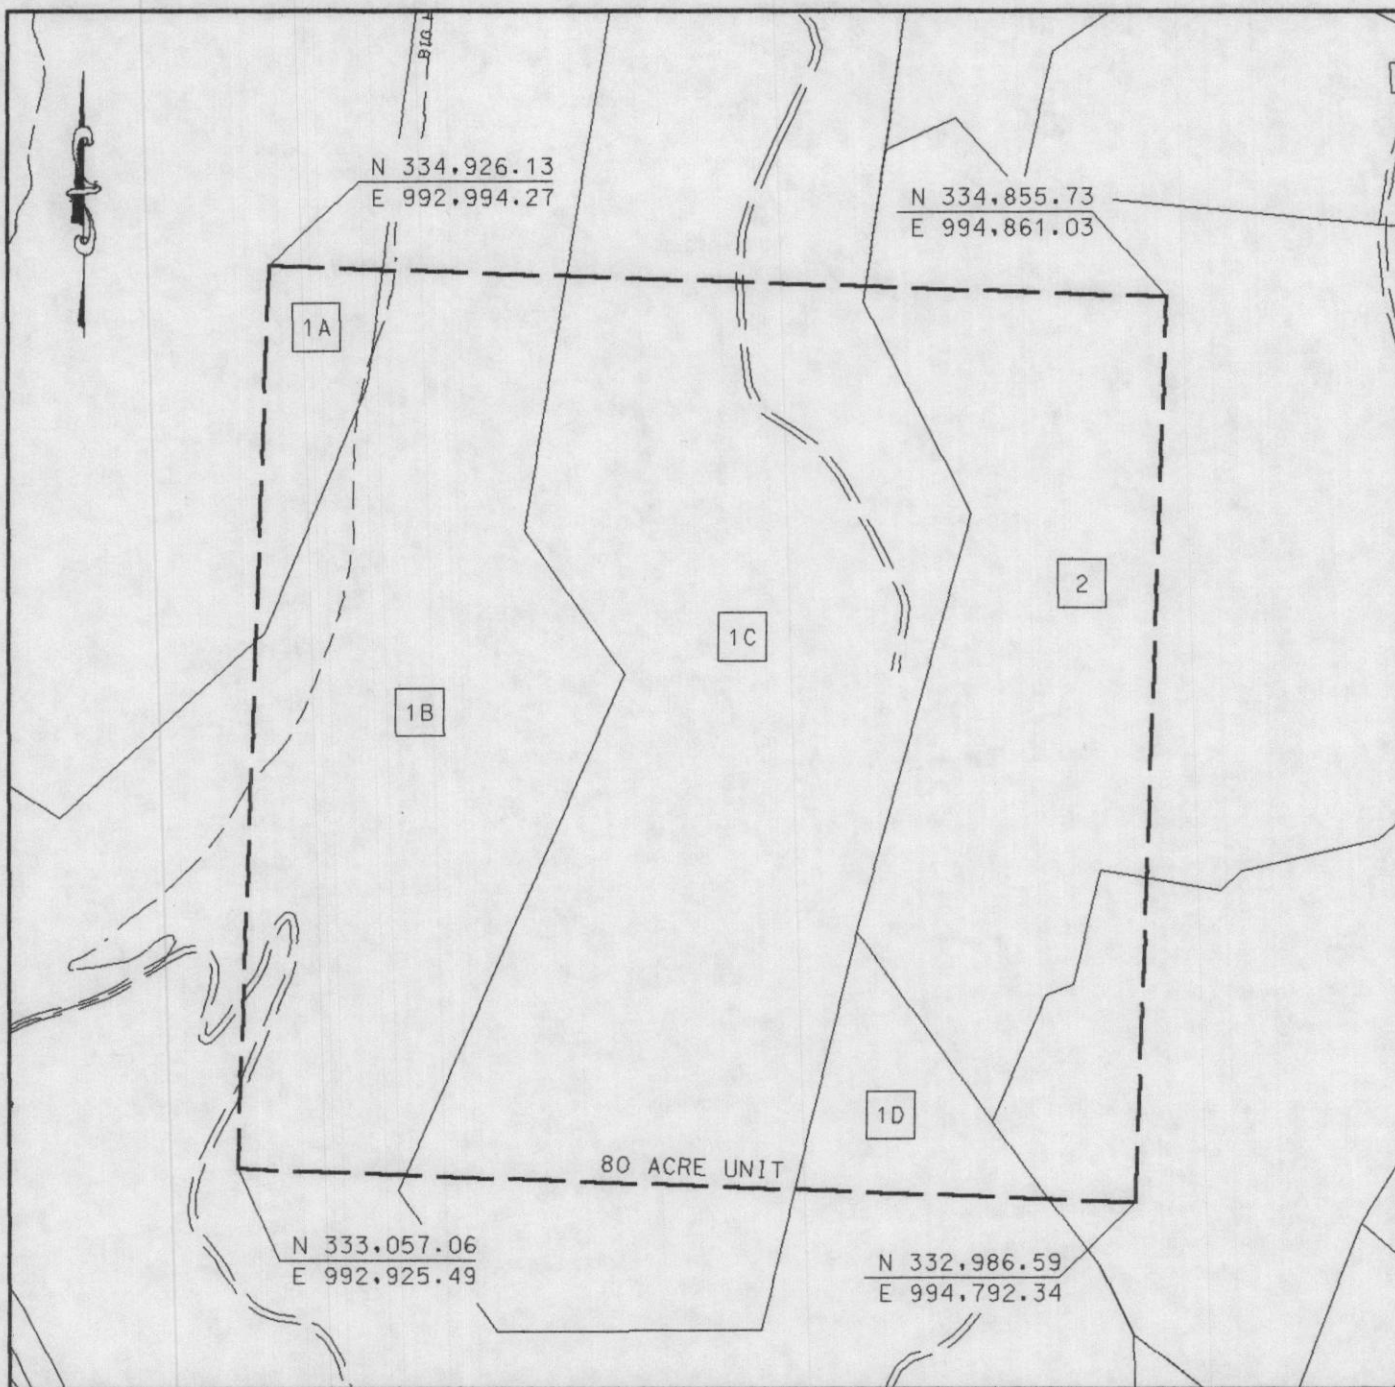 BIG
N 334,926.13
E 992,994.27
N 334,855.73
E 994,861.03
1A
2
1C
1B
1D
80 ACRE UNIT
N 333,057.06
E 992,925.49
N 332,986.59
E 994,792.34